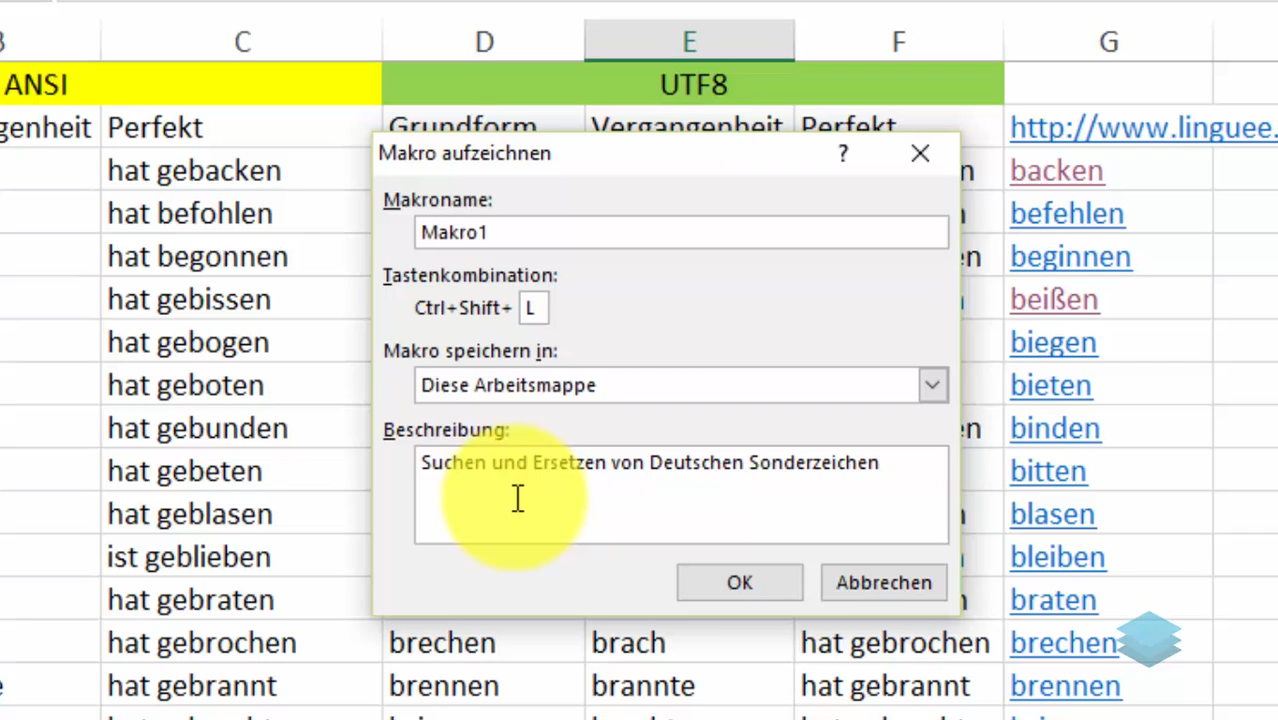 C D E F G
ANSI UTF8
Perfekt Grundform Vergangenheit Perfekt http://www.linguee.
hat gebacken backen
hat befohlen befehlen
hat begonnen beginnen
hat gebissen beißen
hat gebogen biegen
hat geboten bieten
hat gebunden binden
hat gebeten bitten
hat geblasen blasen
ist geblieben bleiben
hat gebraten braten
hat gebrochen brechen brach hat gebrochen brechen
hat gebrannt brennen brannte hat gebrannt brennen
Makro aufzeichnen ?
Makroname:
Makro1
Tastenkombination:
Ctrl+Shift+ L
Makro speichern in:
Diese Arbeitsmappe
Beschreibung:
Suchen und Ersetzen von Deutschen Sonderzeichen
OK Abbrechen